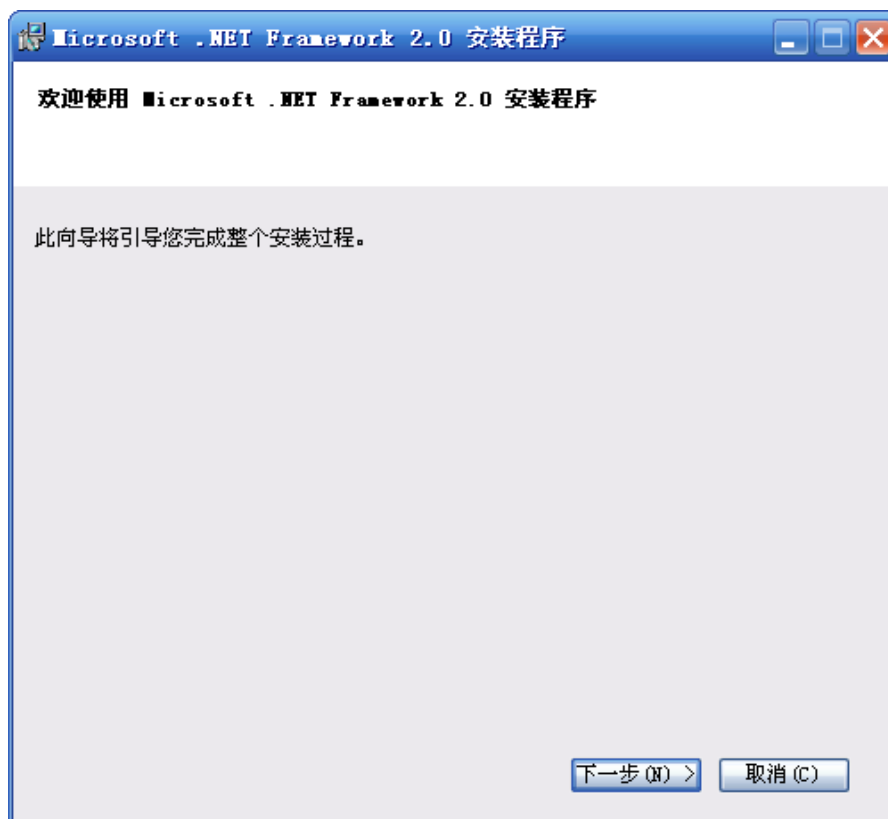 Microsoft .NET Framework 2.0 安装程序
欢迎使用 Microsoft .NET Framework 2.0 安装程序
此向导将引导您完成整个安装过程。
下一步(N) >
取消(C)